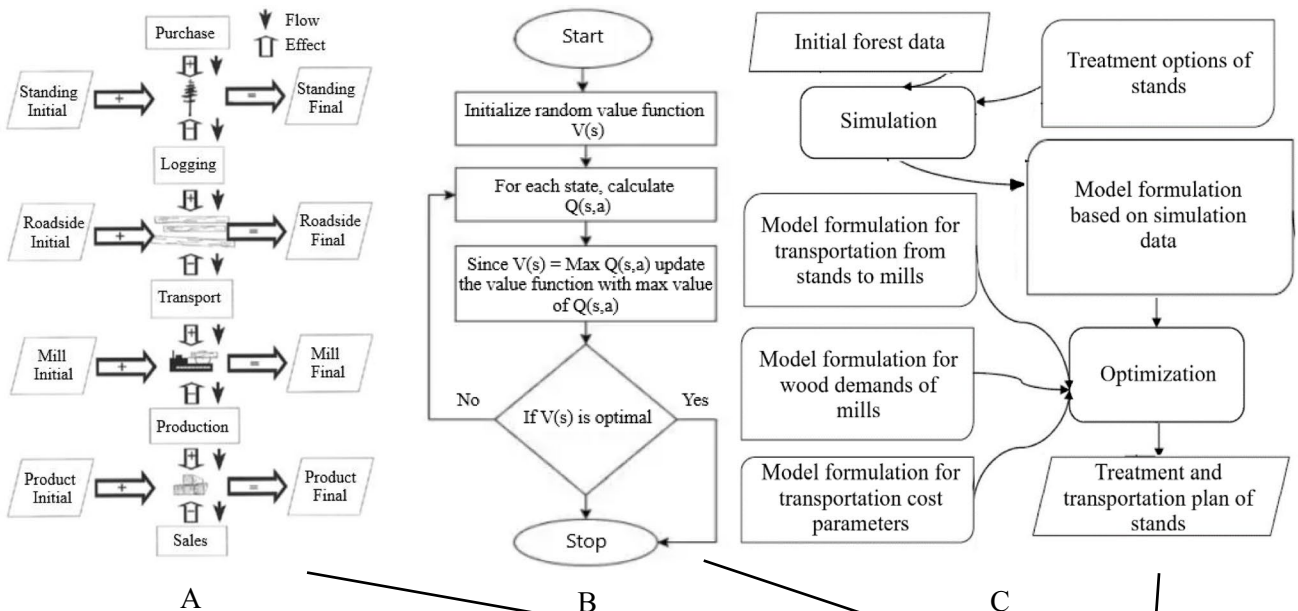 Flow
Effect
Purchase
+
Standing
Initial
+
=
Standing
Final
−
Logging
+
Roadside
Initial
+
=
Roadside
Final
−
Transport
+
Mill
Initial
+
=
Mill
Final
−
Production
+
Product
Initial
+
=
Product
Final
−
Sales
A
Start
Initialize random value function
V(s)
For each state, calculate
Q(s,a)
Since V(s) = Max Q(s,a) update
the value function with max value
of Q(s,a)
No
Yes
If V(s) is optimal
Stop
B
Initial forest data
Treatment options of
stands
Simulation
Model formulation
based on simulation
data
Model formulation for
transportation from
stands to mills
Model formulation for
wood demands of
mills
Optimization
Model formulation for
transportation cost
parameters
Treatment and
transportation plan of
stands
C